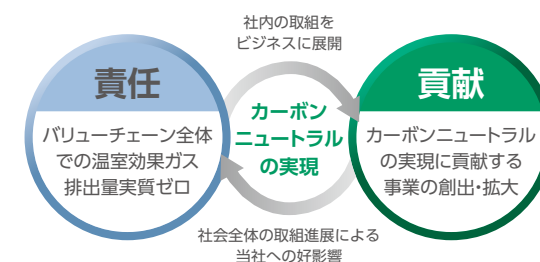 社内の取組を
ビジネスに展開
責任
バリューチェーン全体
での温室効果ガス
排出量実質ゼロ
カーボン
ニュートラル
の実現
貢献
カーボンニュートラル
の実現に貢献する
事業の創出・拡大
社会全体の取組進展による
当社への好影響